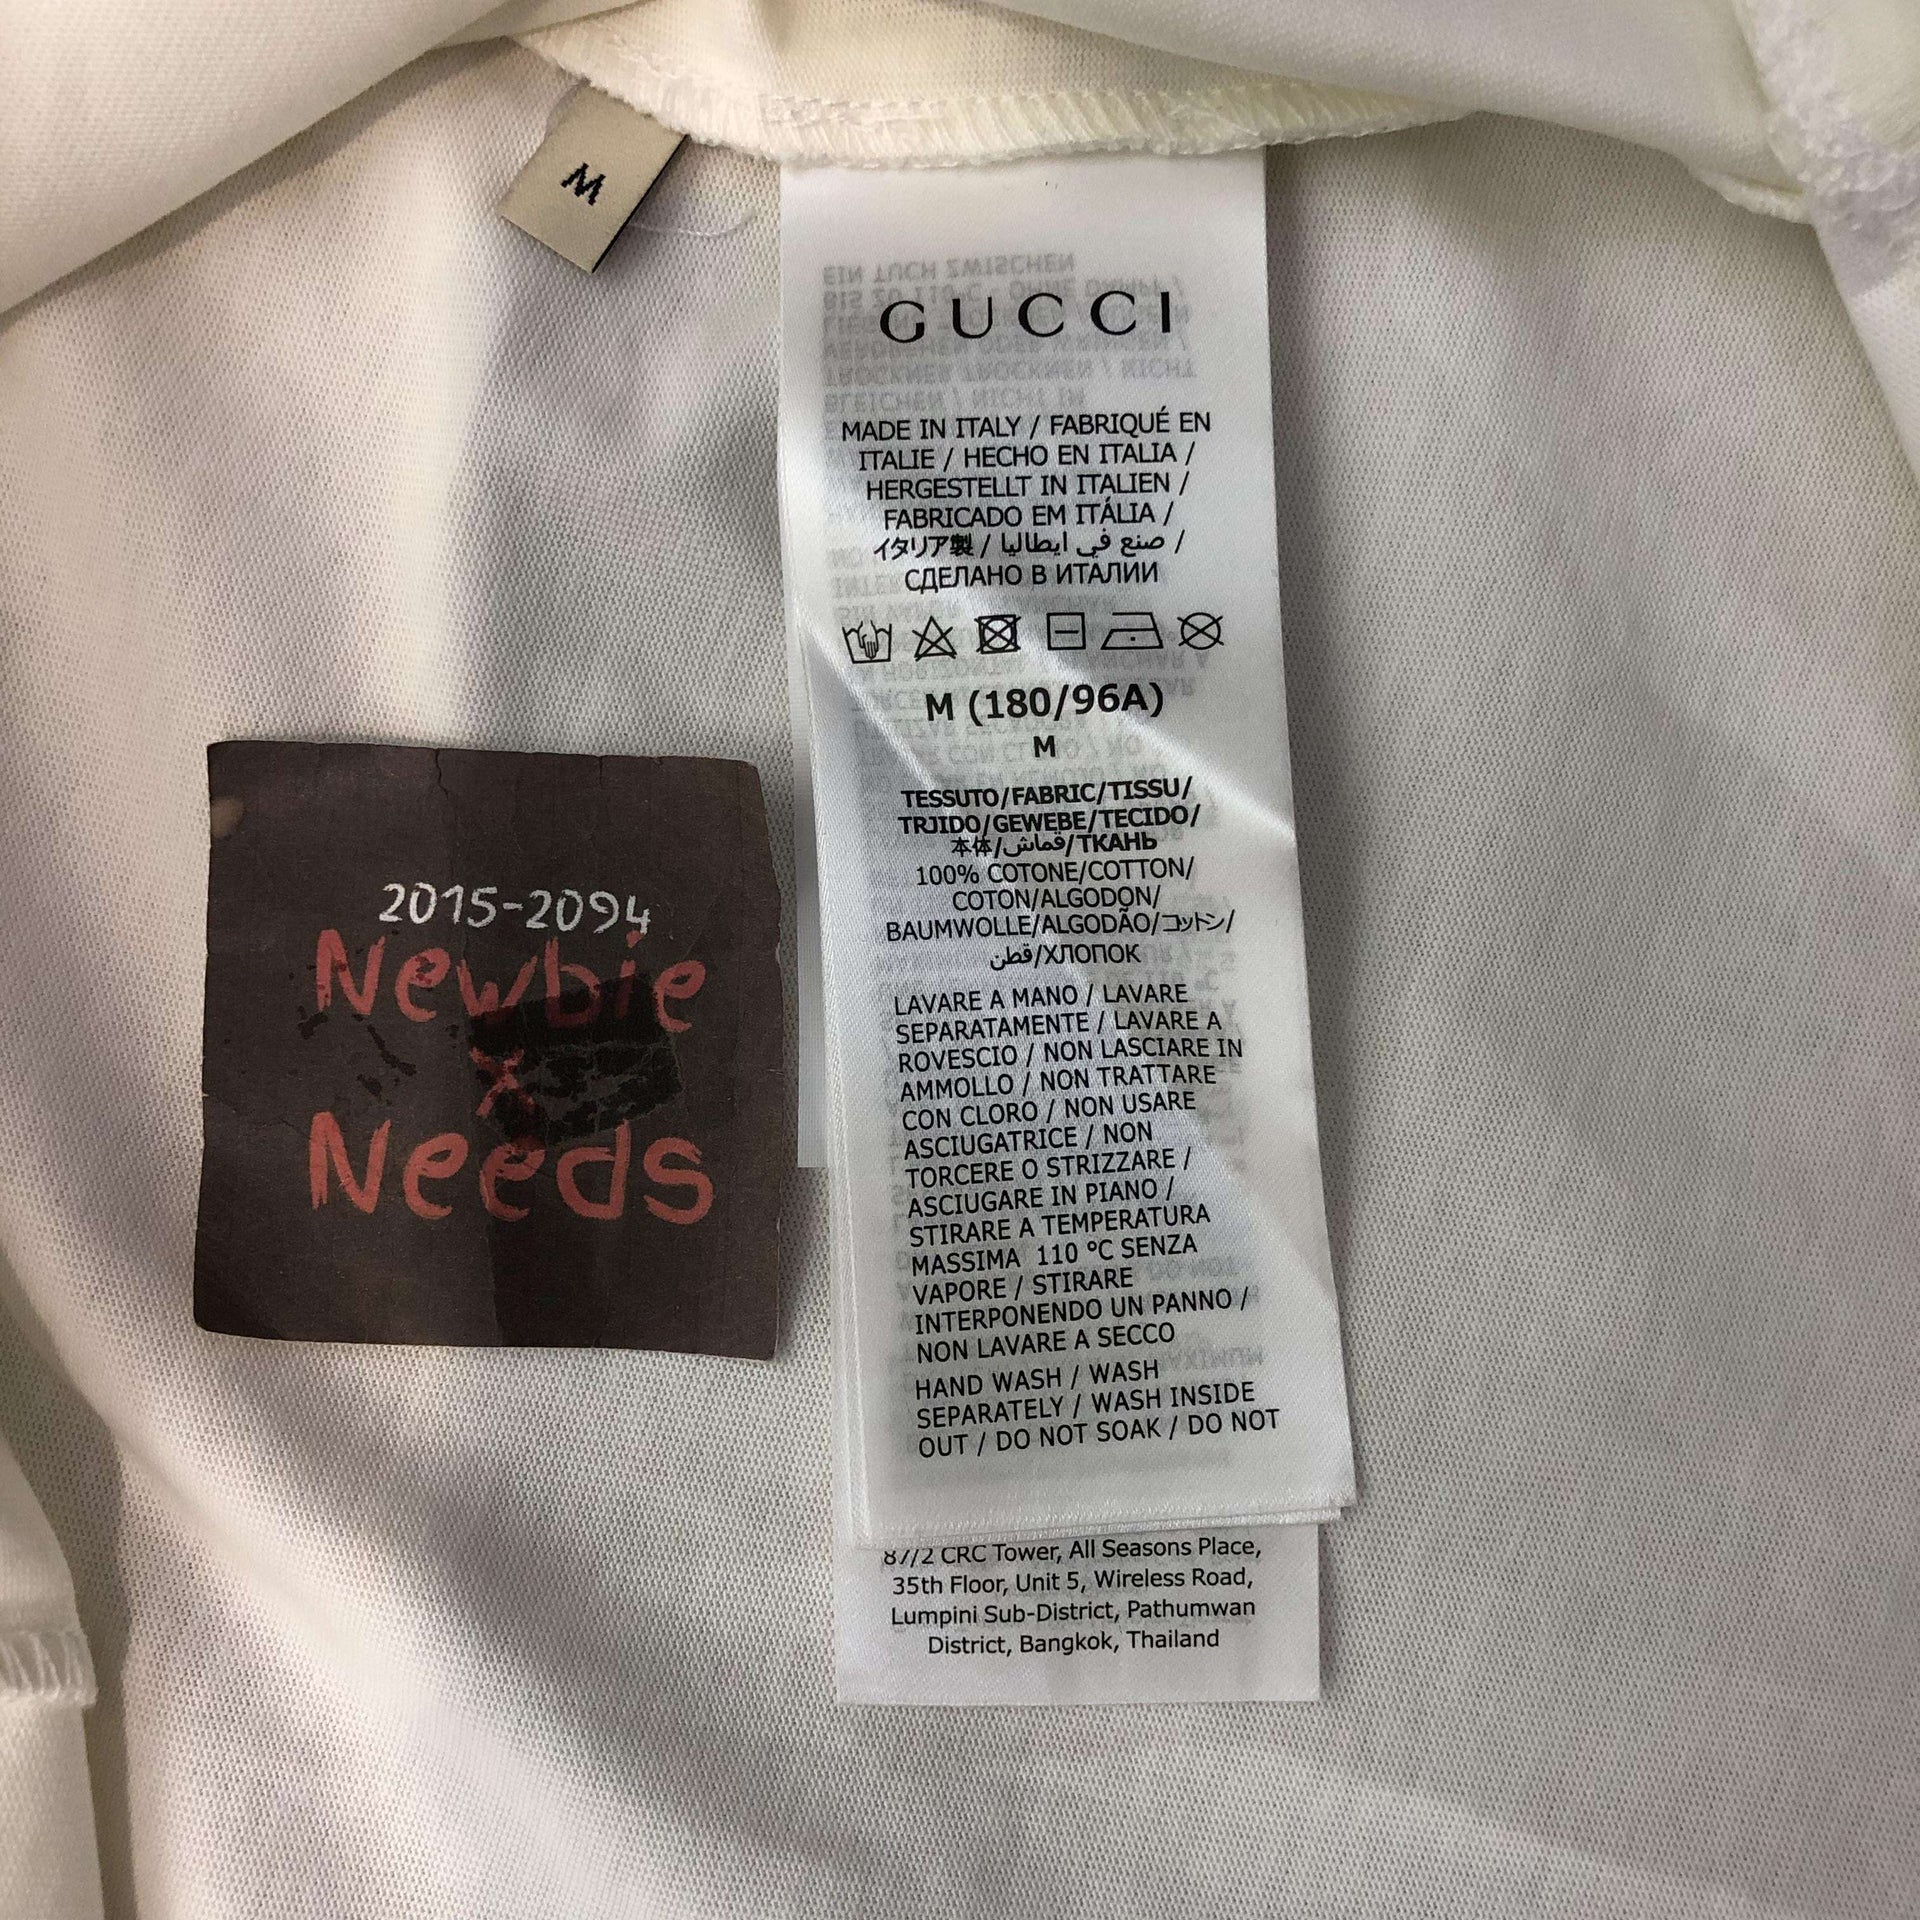 M
GUCCI
MADE IN ITALY / FABRIQUÉ EN
ITALIE / HECHO EN ITALIA /
HERGESTELLT IN ITALIEN /
FABRICADO EM ITÁLIA /
イタリア製 / صنع في ايطاليا /
СДЕЛАНО В ИТАЛИИ
M (180/96A)
M
TESSUTO/FABRIC/TISSU/
TRJIDO/GEWEBE/TECIDO/
本体/قماش/ТКАНЬ
100% COTONE/COTTON/
COTON/ALGODON/
BAUMWOLLE/ALGODÃO/コットン/
قطن/ХЛОПОК
LAVARE A MANO / LAVARE
SEPARATAMENTE / LAVARE A
ROVESCIO / NON LASCIARE IN
AMMOLLO / NON TRATTARE
CON CLORO / NON USARE
ASCIUGATRICE / NON
TORCERE O STRIZZARE /
ASCIUGARE IN PIANO /
STIRARE A TEMPERATURA
MASSIMA 110 °C SENZA
VAPORE / STIRARE
INTERPONENDO UN PANNO /
NON LAVARE A SECCO
HAND WASH / WASH
SEPARATELY / WASH INSIDE
OUT / DO NOT SOAK / DO NOT
87/2 CRC Tower, All Seasons Place,
35th Floor, Unit 5, Wireless Road,
Lumpini Sub-District, Pathumwan
District, Bangkok, Thailand
2015-2094
Newbie
x
Needs